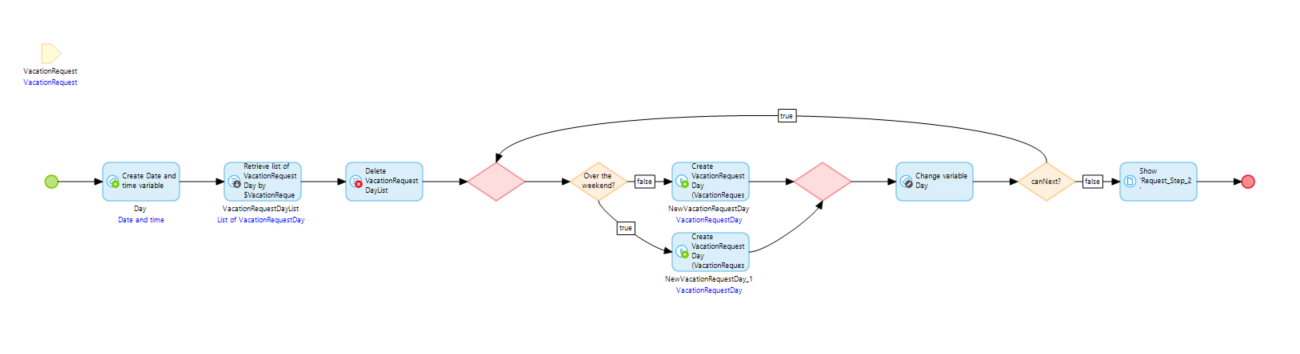 VacationRequest
VacationRequest
true
Create Date and
time variable
Day
Date and time
Retrieve list of
VacationRequest
Day by
$VacationReque
VacationRequestDayList
List of VacationRequestDay
Delete
VacationRequest
DayList
Over the
weekend?
false
true
Create
VacationRequest
Day
(VacationReques
NewVacationRequestDay
VacationRequestDay
Create
VacationRequest
Day
(VacationReques
NewVacationRequestDay_1
VacationRequestDay
Change variable
Day
canNext?
false
Show
'Request_Step_2
'